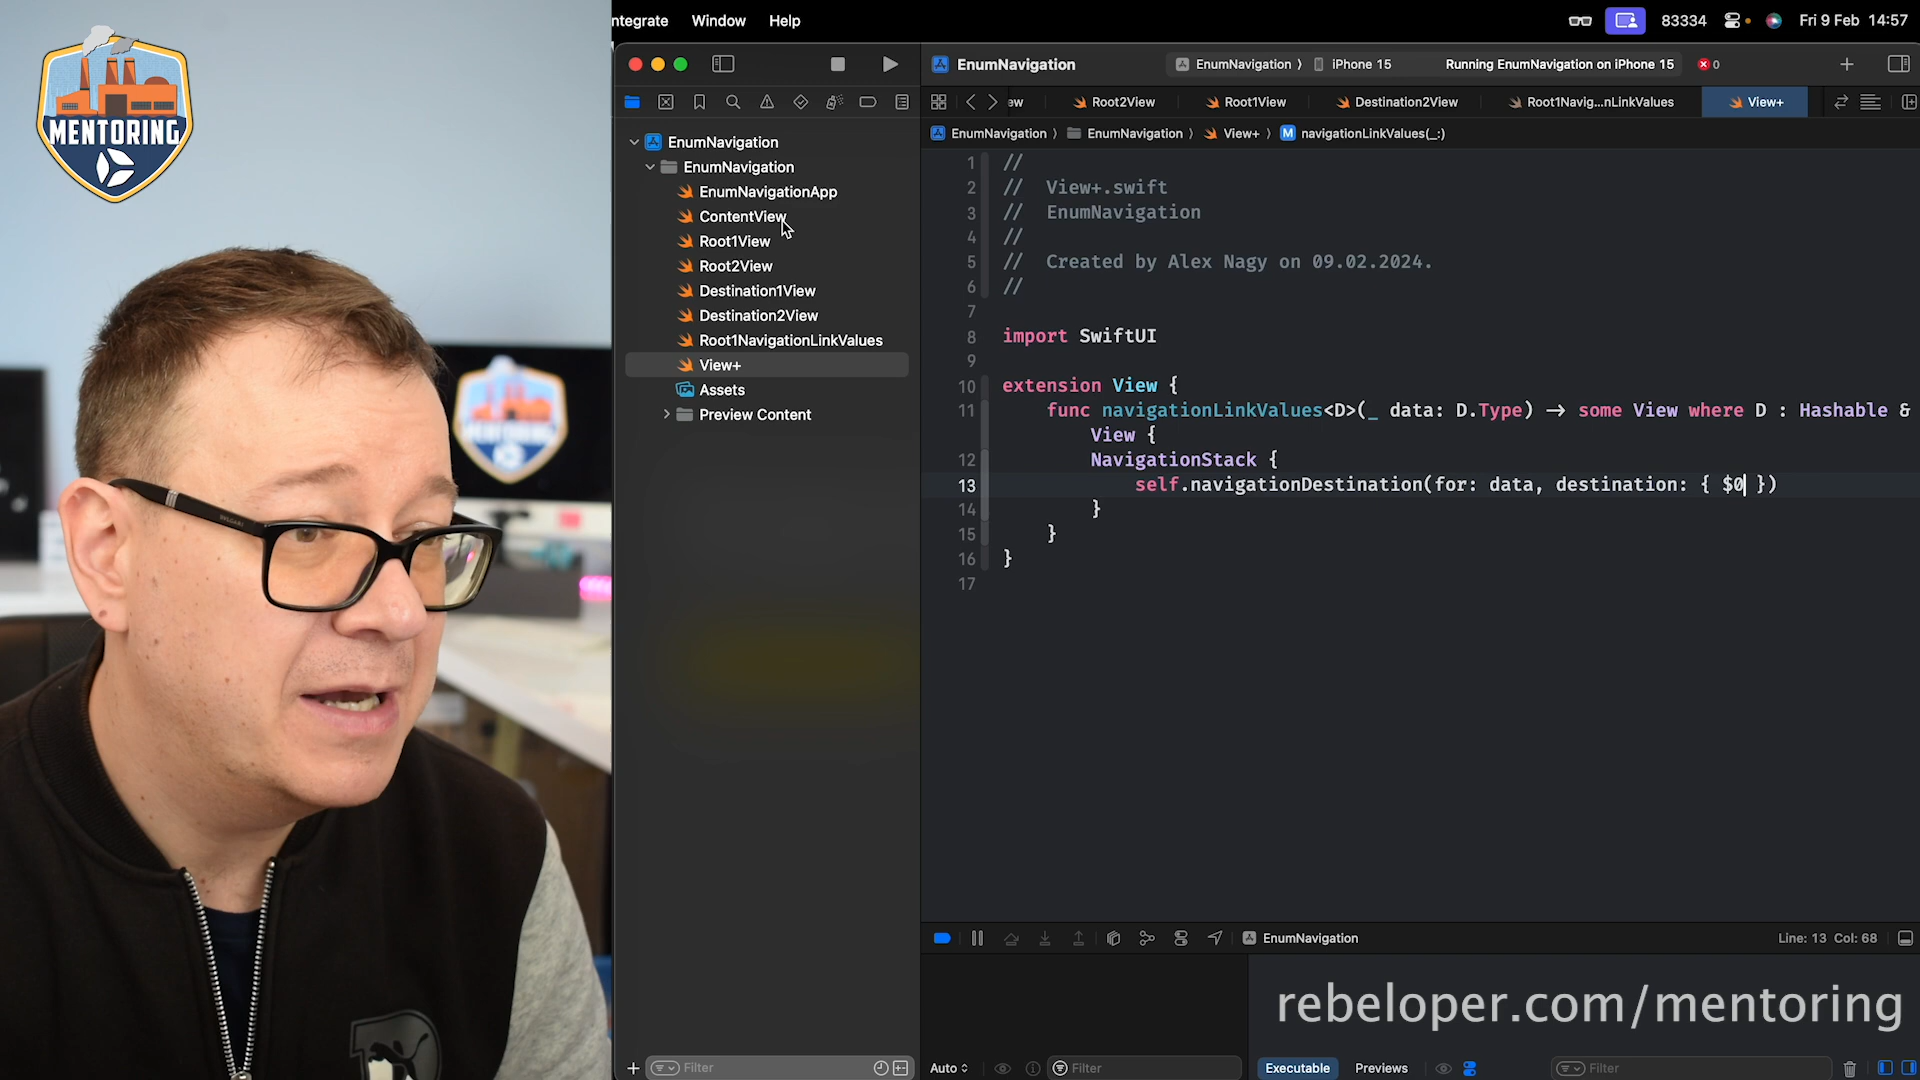 MENTORING
ntegrate Window Help
83334 Fri 9 Feb 14:57
EnumNavigation
EnumNavigation ⟩ iPhone 15
Running EnumNavigation on iPhone 15
0
ew Root2View Root1View Destination2View Root1Navig...nLinkValues View+
EnumNavigation ⟩ EnumNavigation ⟩ View+ ⟩ M navigationLinkValues(_:)
EnumNavigation
EnumNavigation
EnumNavigationApp
ContentView
Root1View
Root2View
Destination1View
Destination2View
Root1NavigationLinkValues
View+
Assets
Preview Content
1 //
2 // View+.swift
3 // EnumNavigation
4 //
5 // Created by Alex Nagy on 09.02.2024.
6 //
7
8 import SwiftUI
9
10 extension View {
11 func navigationLinkValues<D>(_ data: D.Type) -> some View where D : Hashable &
View {
12 NavigationStack {
13 self.navigationDestination(for: data, destination: { $0 })
14 }
15 }
16 }
17
MENTORING
BVLGARI
EnumNavigation
Line: 13 Col: 68
rebeloper.com/mentoring
Filter
Auto
Filter
Executable Previews
Filter